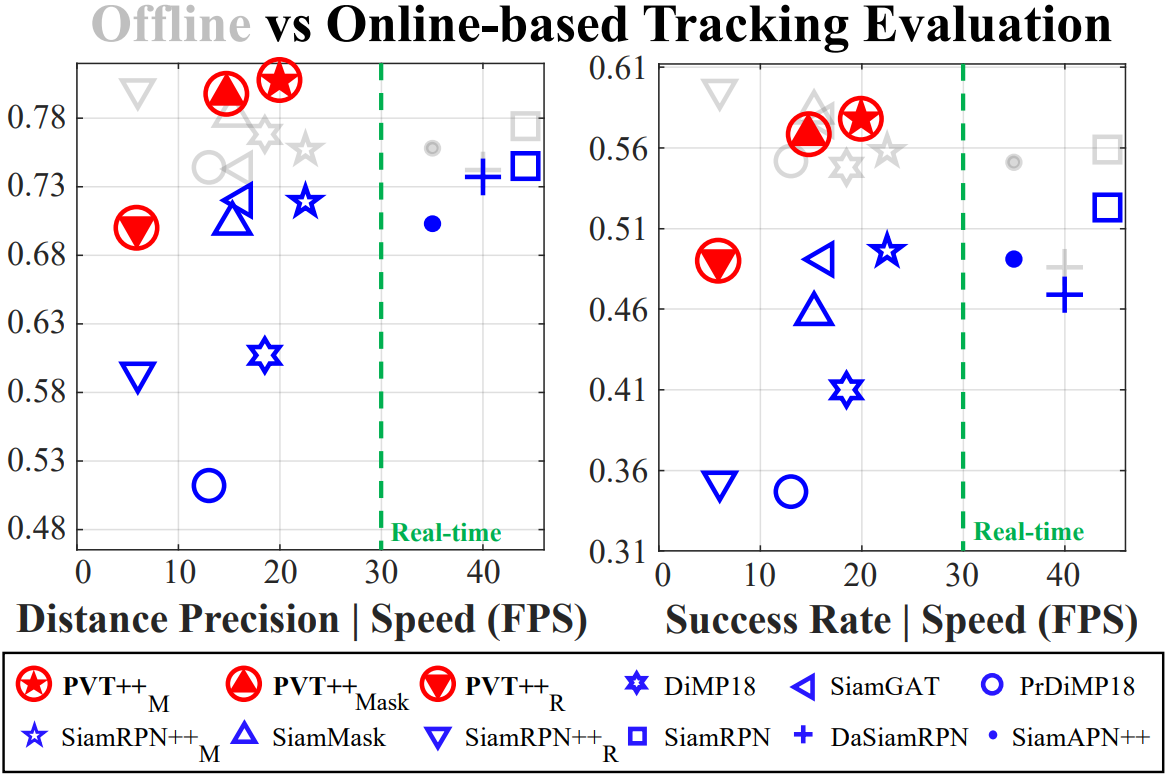 Offline vs Online-based Tracking Evaluation
0.78
0.73
0.68
0.63
0.58
0.53
0.48
0 10 20 30 40
Real-time
Distance Precision | Speed (FPS)
0.61
0.56
0.51
0.46
0.41
0.36
0.31
0 10 20 30 40
Real-time
Success Rate | Speed (FPS)
PVT++M PVT++Mask PVT++R DiMP18 SiamGAT PrDiMP18
SiamRPN++M SiamMask SiamRPN++R SiamRPN DaSiamRPN SiamAPN++